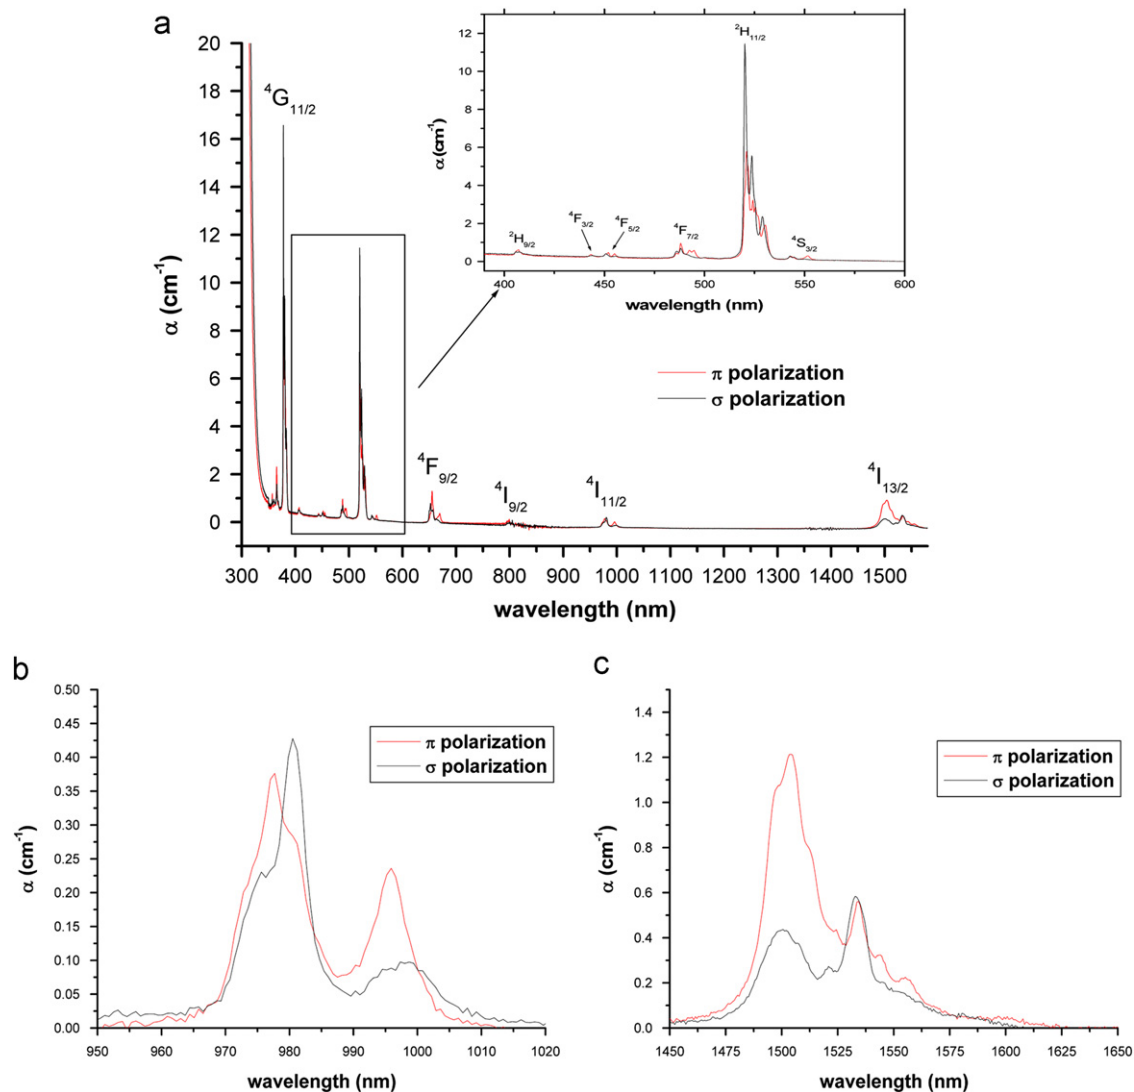 a
20
18
16
14
12
10
8
6
4
2
0
α (cm⁻¹)
⁴G₁₁/₂
⁴F₉/₂
⁴I₉/₂
⁴I₁₁/₂
⁴I₁₃/₂
300 400 500 600 700 800 900 1000 1100 1200 1300 1400 1500
wavelength (nm)
π polarization
σ polarization
12
10
8
6
4
2
0
α (cm⁻¹)
²H₁₁/₂
²H₉/₂
⁴F₃/₂
⁴F₅/₂
⁴F₇/₂
⁴S₃/₂
400 450 500 550 600
wavelength (nm)
b
0.50
0.45
0.40
0.35
0.30
0.25
0.20
0.15
0.10
0.05
0.00
α (cm⁻¹)
π polarization
σ polarization
950 960 970 980 990 1000 1010 1020
wavelength (nm)
c
1.4
1.2
1.0
0.8
0.6
0.4
0.2
0.0
α (cm⁻¹)
π polarization
σ polarization
1450 1475 1500 1525 1550 1575 1600 1625 1650
wavelength (nm)